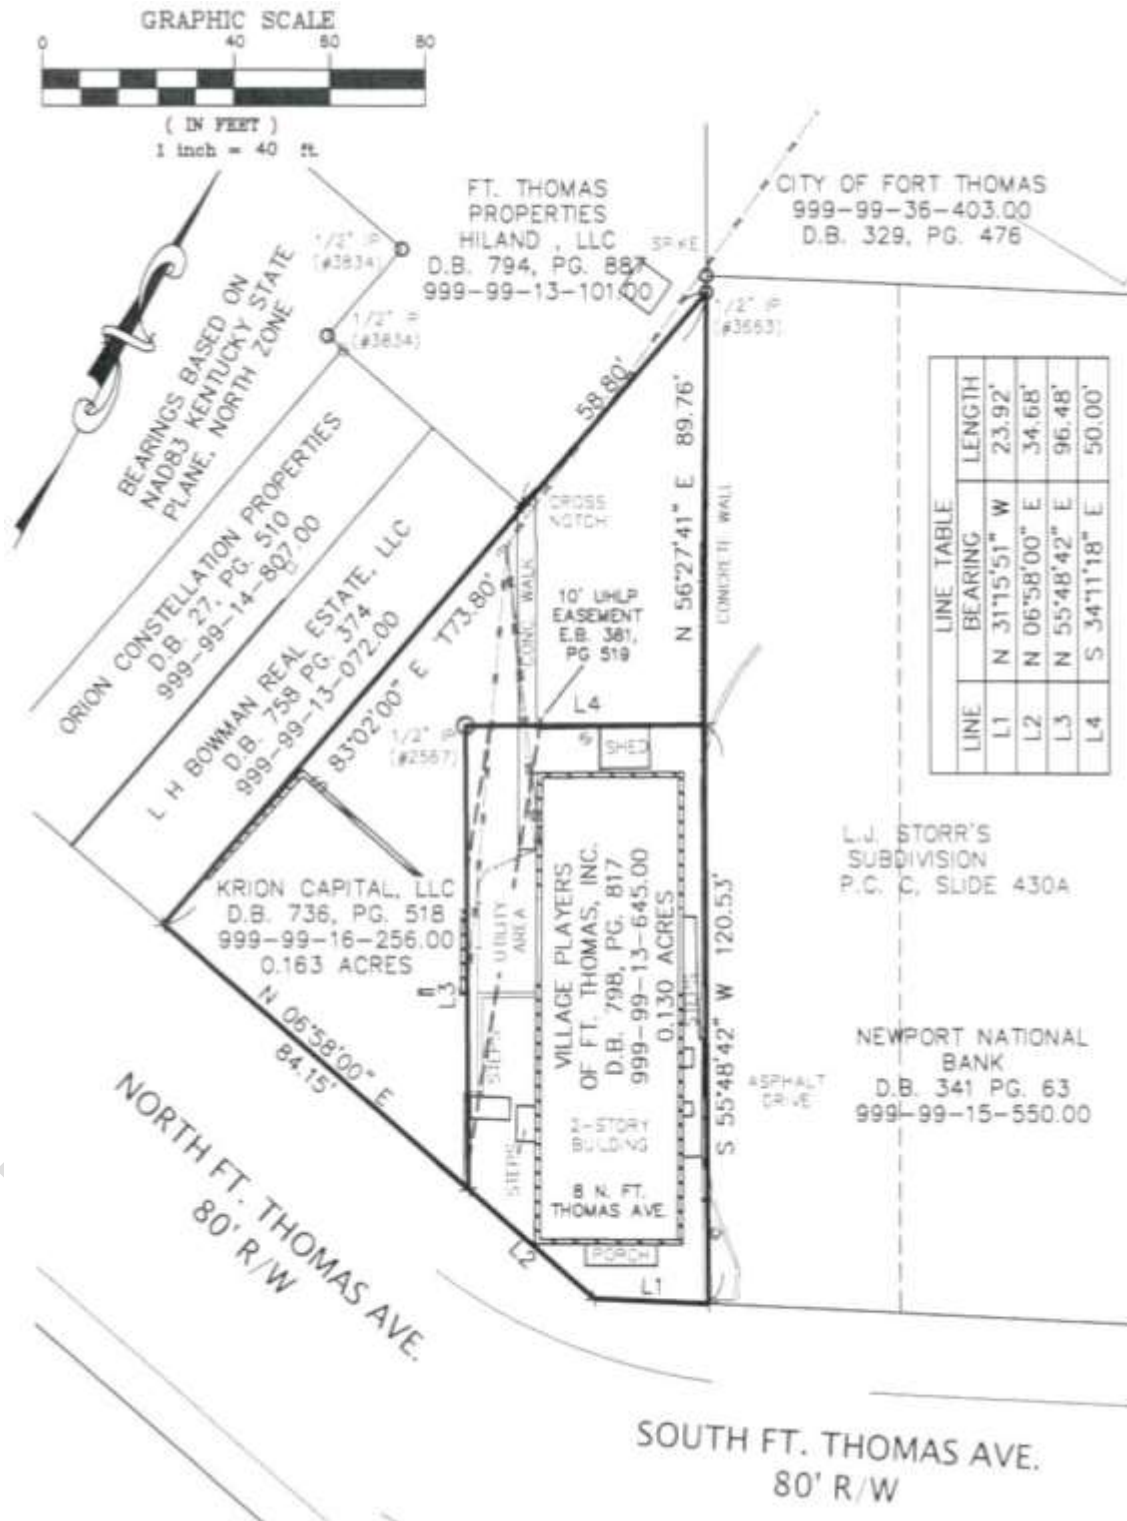 GRAPHIC SCALE
0 40 60 80
( IN FEET )
1 inch = 40 ft.
BEARINGS BASED ON
NAD83 KENTUCKY STATE
PLANE, NORTH ZONE
1/2" IP
(#3834)
1/2" IP
(#3834)
FT. THOMAS
PROPERTIES
HILAND , LLC
D.B. 794, PG. 887
999-99-13-101.00
SPIKE
1/2" IP
(#3663)
CITY OF FORT THOMAS
999-99-36-403.00
D.B. 329, PG. 476
ORION CONSTELLATION PROPERTIES
D.B. 27, PG. 510
999-99-14-807.00
L H BOWMAN REAL ESTATE, LLC
D.B. 758 PG. 374
999-99-13-072.00
83°02'00" E 173.80'
58.80'
CROSS
NOTCH
N 56°27'41" E 89.76'
CONCRETE WALL
CONC. WALK
10' UHLP
EASEMENT
E.B. 381,
PG 519
LINE TABLE
LINE BEARING LENGTH
L1 N 31°15'51" W 23.92'
L2 N 06°58'00" E 34.68'
L3 N 55°48'42" E 96.48'
L4 S 34°11'18" E 50.00'
L4
1/2" IP
(#2567)
SHED
KRION CAPITAL, LLC
D.B. 736, PG. 518
999-99-16-256.00
0.163 ACRES
L3
UTILITY
AREA
VILLAGE PLAYERS
OF FT. THOMAS, INC.
D.B. 798, PG. 817
999-99-13-645.00
0.130 ACRES
2-STORY
BUILDING
8 N. FT.
THOMAS AVE.
STEPS
STEPS
STEPS
PORCH
S 55°48'42" W 120.53'
ASPHALT
DRIVE
L.J. STORR'S
SUBDIVISION
P.C. C, SLIDE 430A
NEWPORT NATIONAL
BANK
D.B. 341 PG. 63
999-99-15-550.00
N 06°58'00" E
84.15'
L2
L1
NORTH FT. THOMAS AVE.
80' R/W
SOUTH FT. THOMAS AVE.
80' R/W